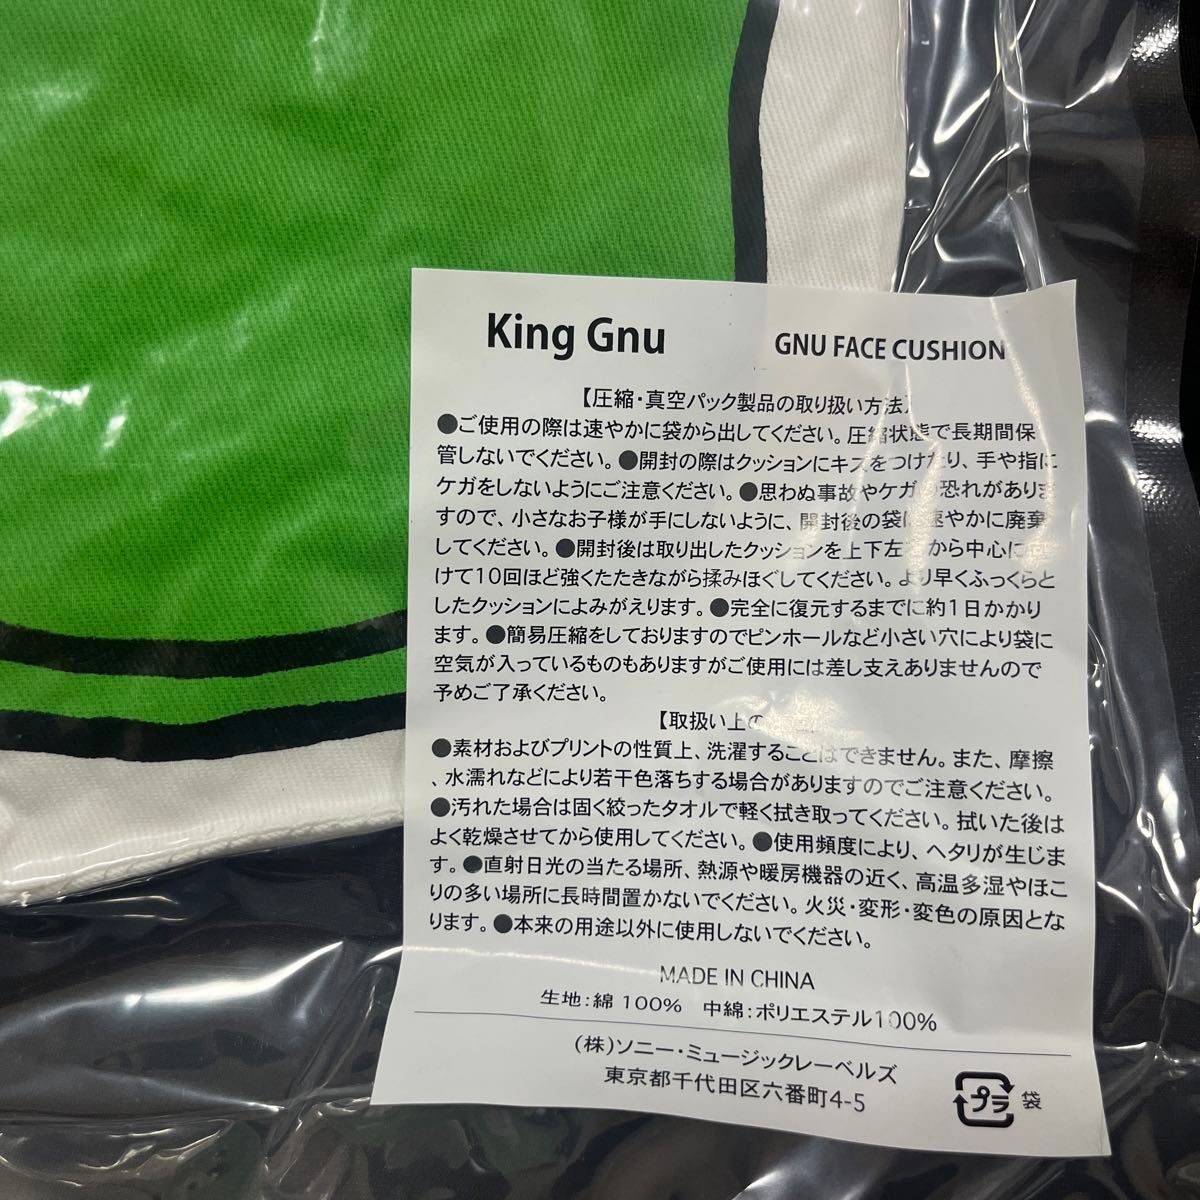 King Gnu
GNU FACE CUSHION
【圧縮・真空パック製品の取り扱い方法】
●ご使用の際は速やかに袋から出してください。圧縮状態で長期間保
管しないでください。●開封の際はクッションにキズをつけたり、手や指に
ケガをしないようにご注意ください。●思わぬ事故やケガの恐れがありま
すので、小さなお子様が手にしないように、開封後の袋は速やかに廃棄
してください。●開封後は取り出したクッションを上下左右から中心に向
けて10回ほど強くたたきながら揉みほぐしてください。より早くふっくらと
したクッションによみがえります。●完全に復元するまでに約1日かかり
ます。●簡易圧縮をしておりますのでピンホールなど小さい穴により袋に
空気が入っているものもありますがご使用には差し支えありませんので
予めご了承ください。
【取扱い上の
●素材およびプリントの性質上、洗濯することはできません。また、摩擦
、水濡れなどにより若干色落ちする場合がありますのでご注意ください。
●汚れた場合は固く絞ったタオルで軽く拭き取ってください。拭いた後は
よく乾燥させてから使用してください。●使用頻度により、ヘタリが生じま
す。●直射日光の当たる場所、熱源や暖房機器の近く、高温多湿やほこ
りの多い場所に長時間置かないでください。火災・変形・変色の原因とな
ります。●本来の用途以外に使用しないでください。
MADE IN CHINA
生地:綿 100% 中綿:ポリエステル100%
(株)ソニー・ミュージックレーベルズ
東京都千代田区六番町4-5
プラ 袋